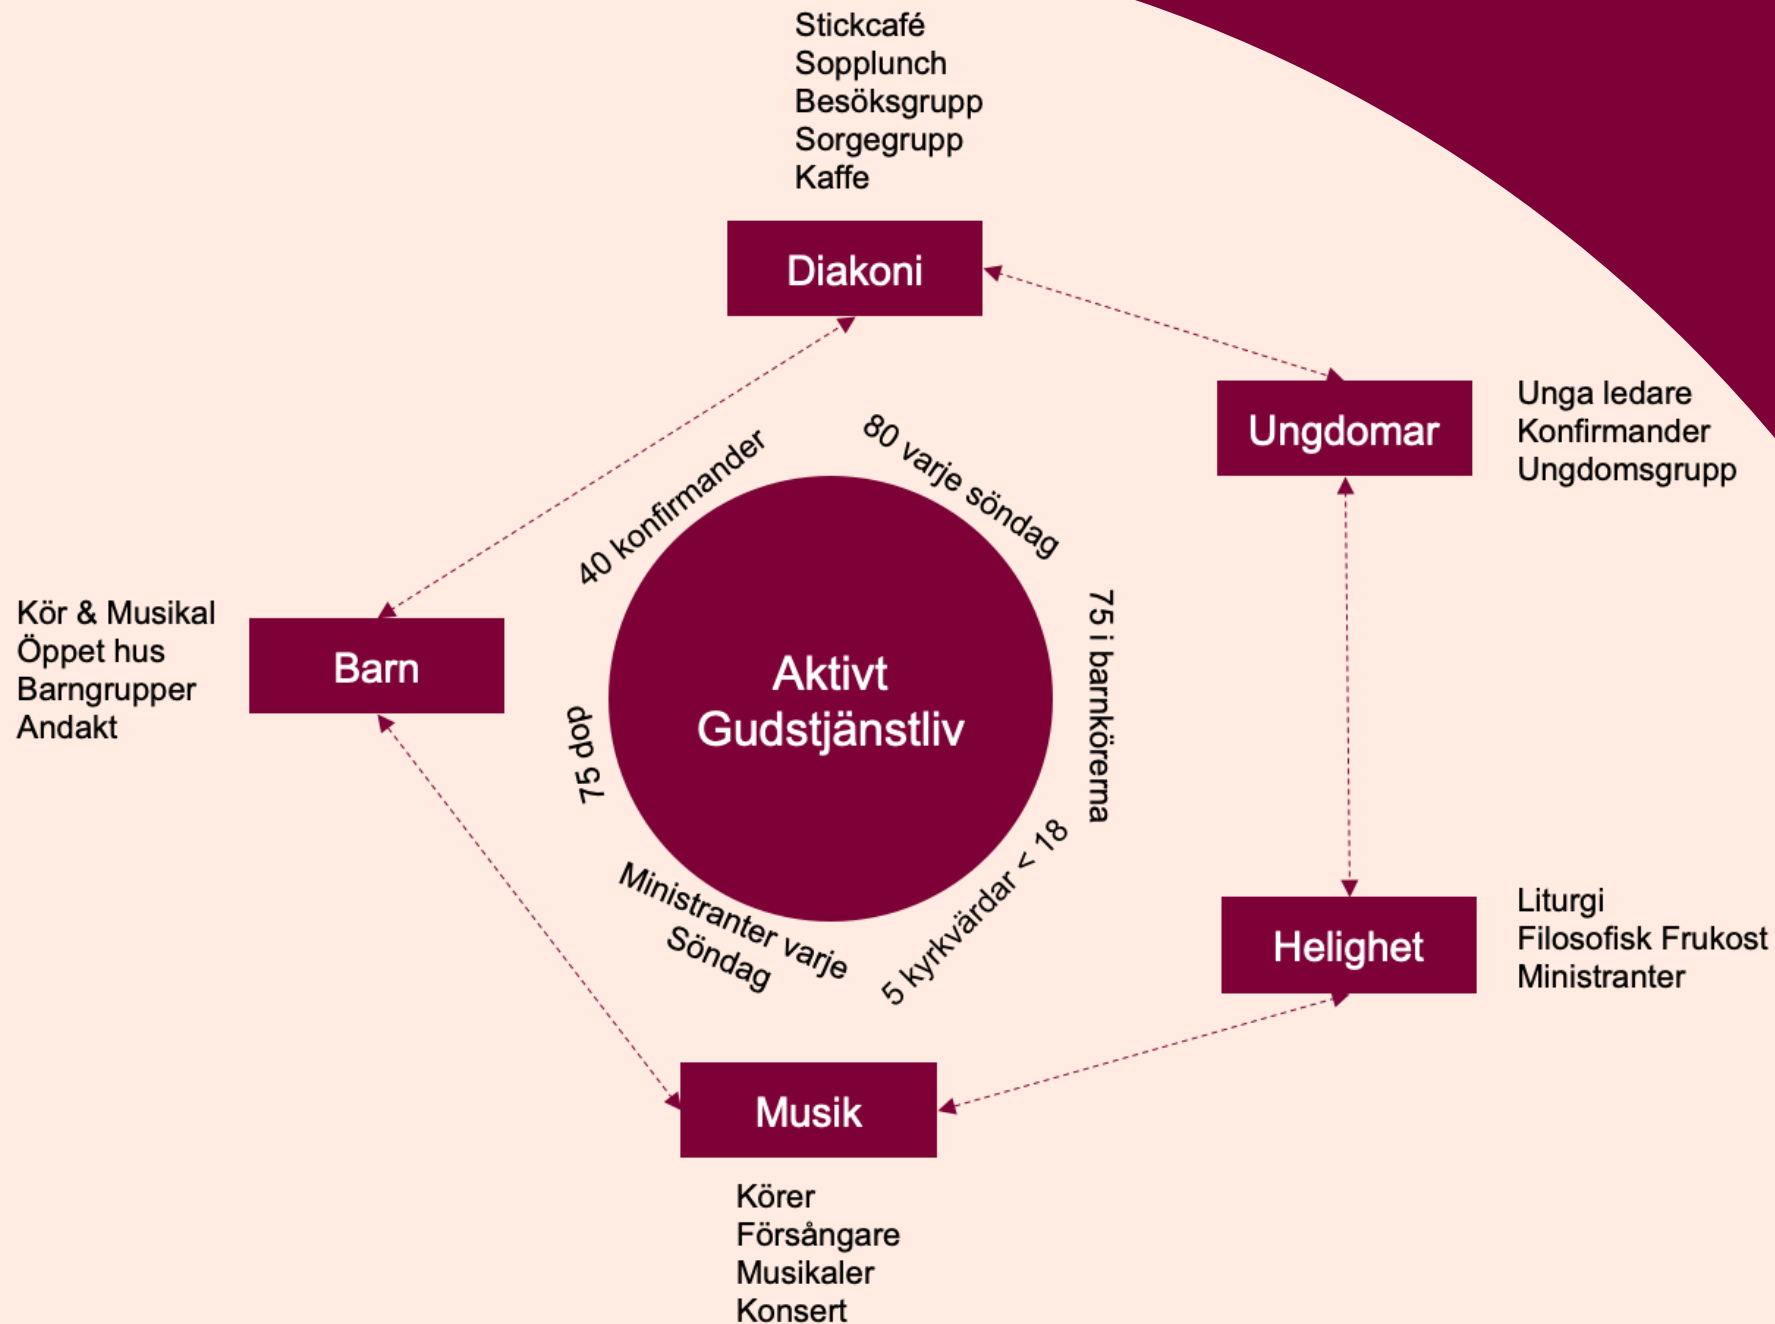 Stickcafé
Sopplunch
Besöksgrupp
Sorgegrupp
Kaffe
Diakoni
Ungdomar
Unga ledare
Konfirmander
Ungdomsgrupp
40 konfirmander
80 varje söndag
Kör & Musikal
Öppet hus
Barngrupper
Andakt
Barn
Aktivt
Gudstjänstliv
75 i barnkörerna
75 dop
Ministranter varje
Söndag
5 kyrkvärdar < 18
Helighet
Liturgi
Filosofisk Frukost
Ministranter
Musik
Körer
Försångare
Musikaler
Konsert